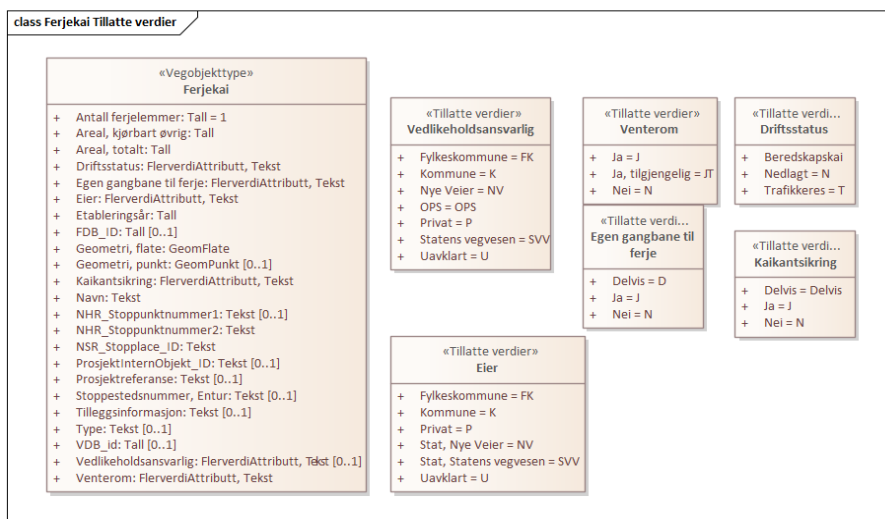 class Ferjekai Tillatte verdier
«Vegobjekttype»
Ferjekai
+ Antall ferjelemmer: Tall = 1
+ Areal, kjørbart øvrig: Tall
+ Areal, totalt: Tall
+ Driftsstatus: FlerverdiAttributt, Tekst
+ Egen gangbane til ferje: FlerverdiAttributt, Tekst
+ Eier: FlerverdiAttributt, Tekst
+ Etableringsår: Tall
+ FDB_ID: Tall [0..1]
+ Geometri, flate: GeomFlate
+ Geometri, punkt: GeomPunkt [0..1]
+ Kaikantsikring: FlerverdiAttributt, Tekst
+ Navn: Tekst
+ NHR_Stoppunktnummer1: Tekst [0..1]
+ NHR_Stoppunktnummer2: Tekst
+ NSR_Stopplace_ID: Tekst
+ ProsjektInternObjekt_ID: Tekst [0..1]
+ Prosjektreferanse: Tekst [0..1]
+ Stoppestedsnummer, Entur: Tekst [0..1]
+ Tilleggsinformasjon: Tekst [0..1]
+ Type: Tekst [0..1]
+ VDB_id: Tall [0..1]
+ Vedlikeholdsansvarlig: FlerverdiAttributt, Tekst [0..1]
+ Venterom: FlerverdiAttributt, Tekst
«Tillatte verdier»
Vedlikeholdsansvarlig
+ Fylkeskommune = FK
+ Kommune = K
+ Nye Veier = NV
+ OPS = OPS
+ Privat = P
+ Statens vegvesen = SVV
+ Uavklart = U
«Tillatte verdier»
Venterom
+ Ja = J
+ Ja, tilgjengelig = JT
+ Nei = N
«Tillatte verdi...
Driftsstatus
+ Beredskapskai
+ Nedlagt = N
+ Trafikkeres = T
«Tillatte verdi...
Egen gangbane til
ferje
+ Delvis = D
+ Ja = J
+ Nei = N
«Tillatte verdi...
Kaikantsikring
+ Delvis = Delvis
+ Ja = J
+ Nei = N
«Tillatte verdier»
Eier
+ Fylkeskommune = FK
+ Kommune = K
+ Privat = P
+ Stat, Nye Veier = NV
+ Stat, Statens vegvesen = SVV
+ Uavklart = U